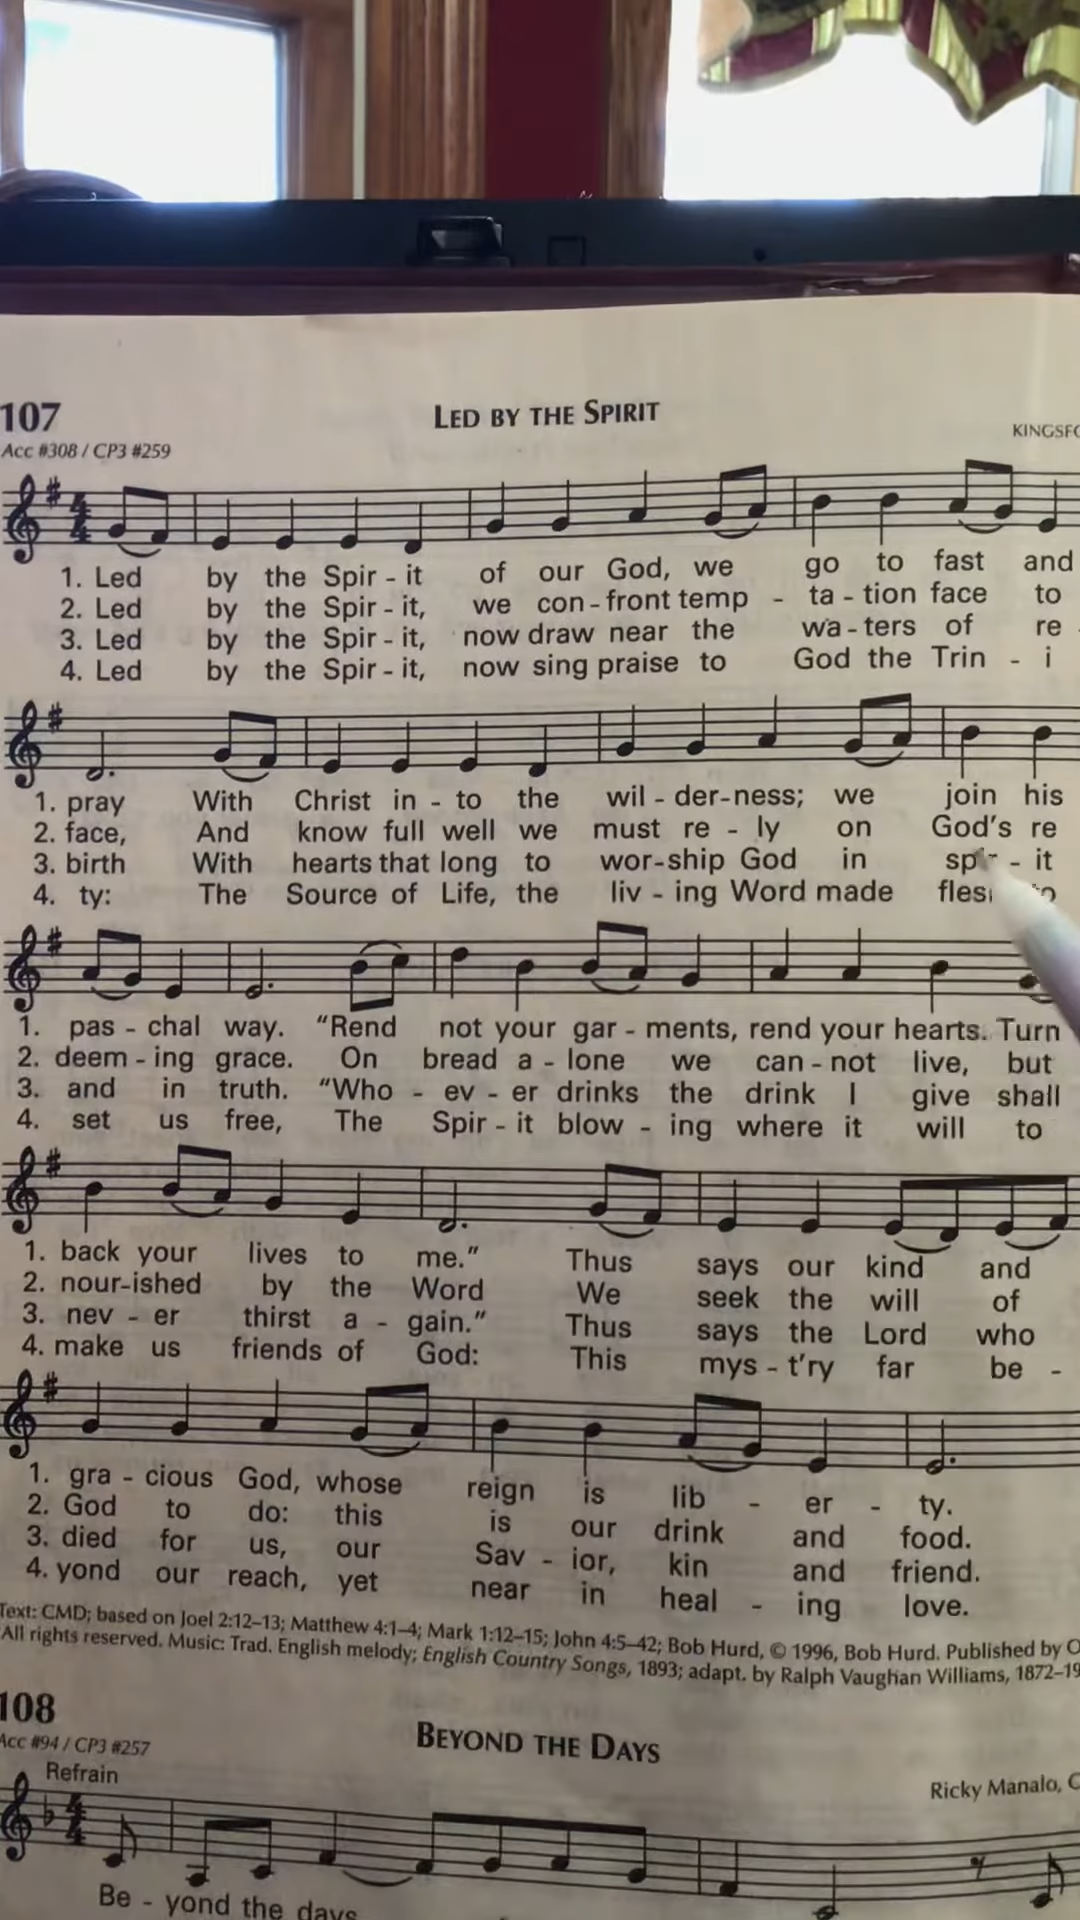 107
LED BY THE SPIRIT
Acc #308 / CP3 #259
1. Led by the Spir - it of our God, we go to fast and
2. Led by the Spir - it, we con - front temp - ta - tion face to
3. Led by the Spir - it, now draw near the wa - ters of re -
4. Led by the Spir - it, now sing praise to God the Trin - i
1. pray With Christ in - to the wil - der - ness; we join his
2. face, And know full well we must re - ly on God's re
3. birth With hearts that long to wor - ship God in - it
4. ty: The Source of Life, the liv - ing Word made
1. pas - chal way. “Rend not your gar - ments, rend your hearts. Turn
2. deem - ing grace. On bread a - lone we can - not live, but
3. and in truth. “Who - ev - er drinks the drink I give shall
4. set us free, The Spir - it blow - ing where it will to
1. back your lives to me.” Thus says our kind and
2. nour - ished by the Word We seek the will of
3. nev - er thirst a - gain.” Thus says the Lord who
4. make us friends of God: This mys - t'ry far be -
1. gra - cious God, whose reign is lib - er - ty.
2. God to do: this is our drink and food.
3. died for us, our Sav - ior, kin and friend.
4. yond our reach, yet near in heal - ing love.
Text: CMD; based on Joel 2:12–13; Matthew 4:1–4; Mark 1:12–15; John 4:5–42; Bob Hurd, © 1996, Bob Hurd. Published by
All rights reserved. Music: Trad. English melody; English Country Songs, 1893; adapt. by Ralph Vaughan Williams, 1872–
108
BEYOND THE DAYS
Acc #94 / CP3 #257
Refrain
Ricky Manalo,
Be - yond the days